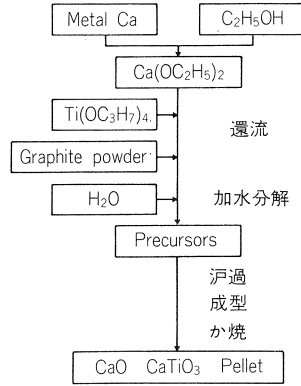 Metal Ca
C2H5OH
Ca(OC2H5)2
Ti(OC3H7)4.
還流
Graphite powder
H2O
加水分解
Precursors
沪過
成型
か焼
CaO CaTiO3 Pellet